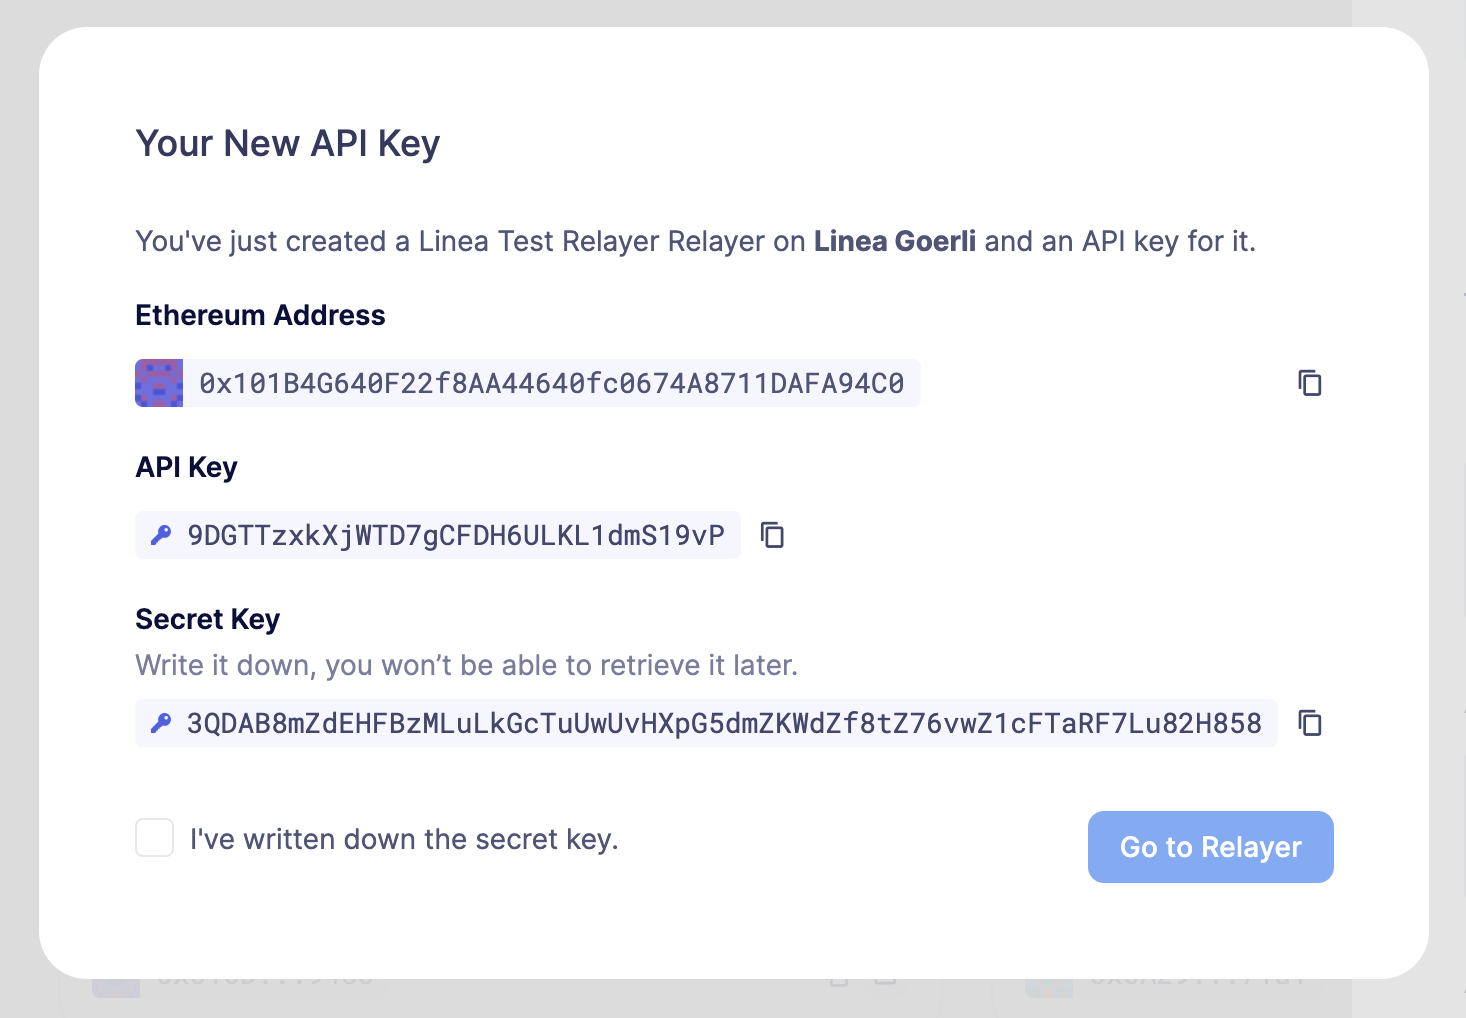 Your New API Key
You've just created a Linea Test Relayer Relayer on Linea Goerli and an API key for it.
Ethereum Address
0x101B4G640F22f8AA44640fc0674A8711DAFA94C0
API Key
9DGTTzxkXjWTD7gCFDH6ULKL1dmS19vP
Secret Key
Write it down, you won’t be able to retrieve it later.
3QDAB8mZdEHFBzMLuLkGcTuUwUvHXpG5dmZKWdZf8tZ76vwZ1cFTaRF7Lu82H858
I've written down the secret key.
Go to Relayer